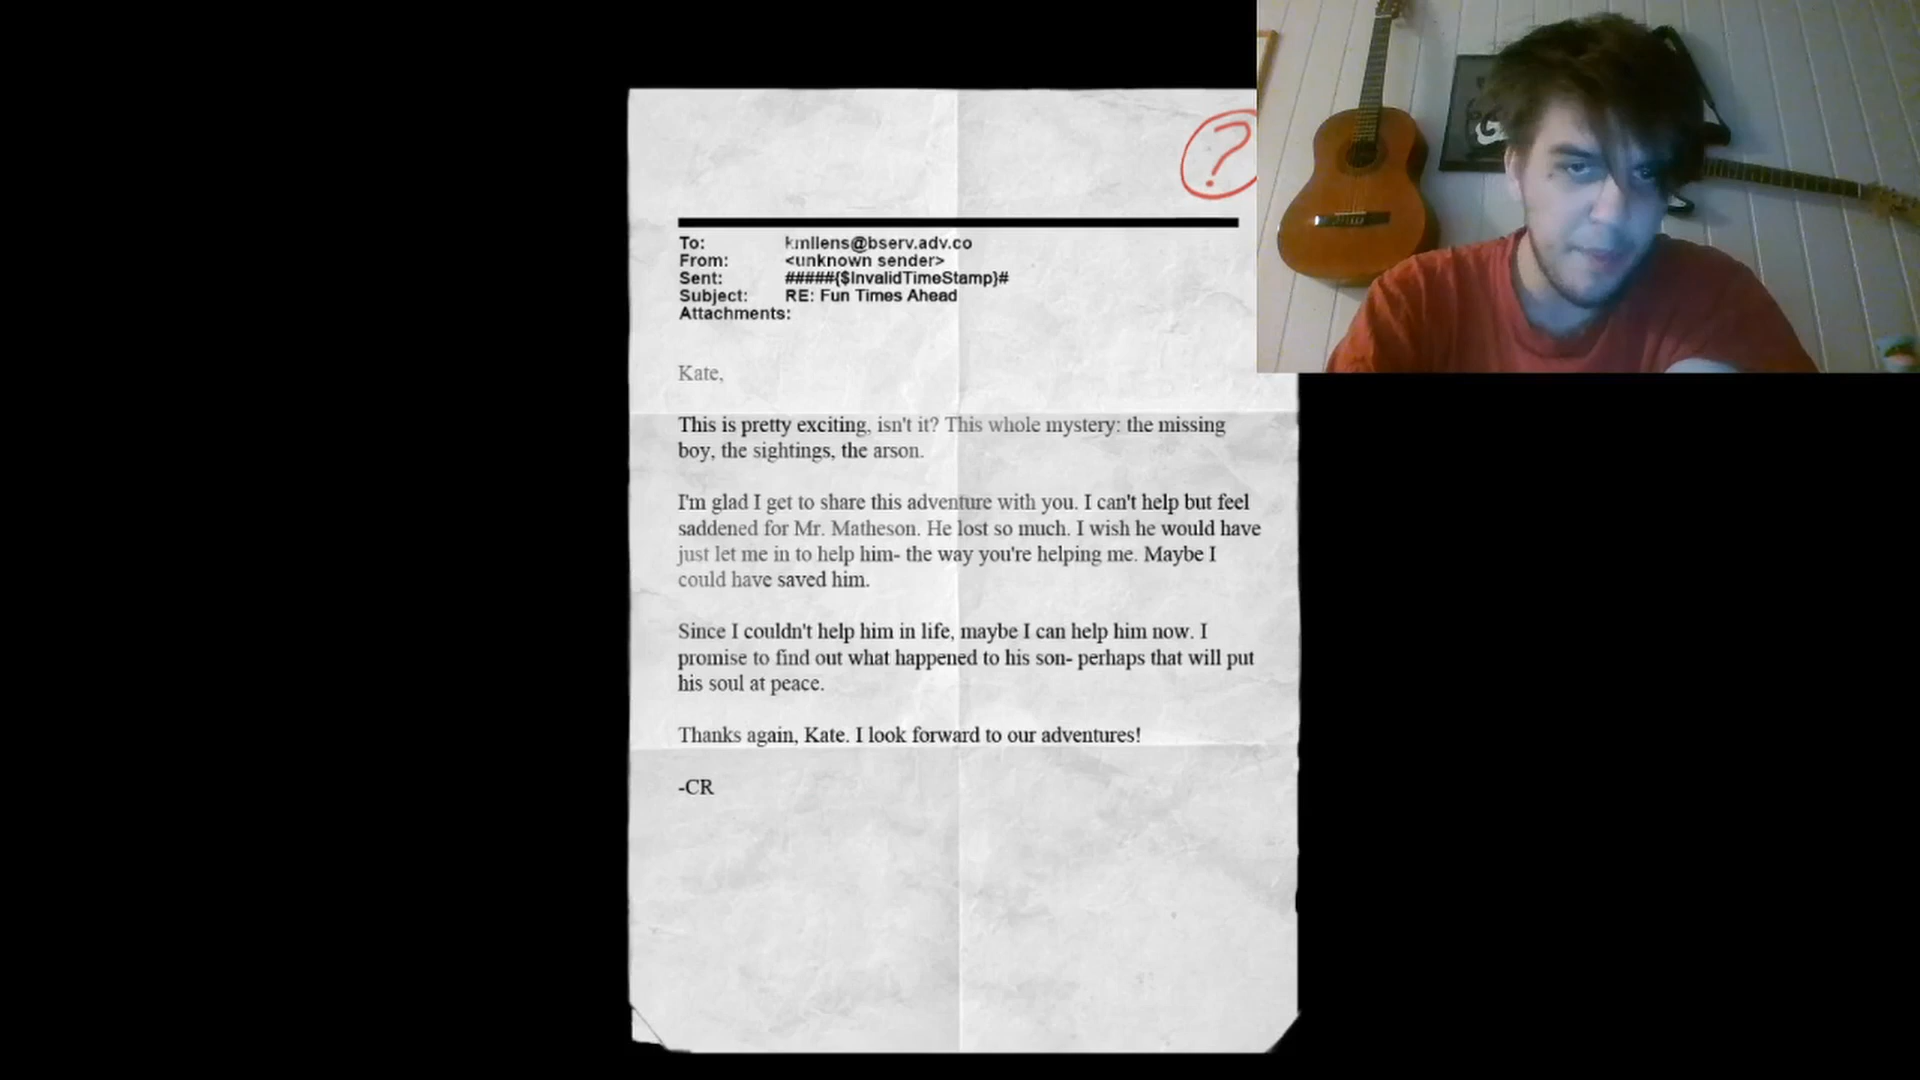 ?
To: kmllens@bserv.adv.co
From: <unknown sender>
Sent: #####{$InvalidTimeStamp}#
Subject: RE: Fun Times Ahead
Attachments:
Kate,
This is pretty exciting, isn't it? This whole mystery: the missing
boy, the sightings, the arson.
I'm glad I get to share this adventure with you. I can't help but feel
saddened for Mr. Matheson. He lost so much. I wish he would have
just let me in to help him- the way you're helping me. Maybe I
could have saved him.
Since I couldn't help him in life, maybe I can help him now. I
promise to find out what happened to his son- perhaps that will put
his soul at peace.
Thanks again, Kate. I look forward to our adventures!
-CR